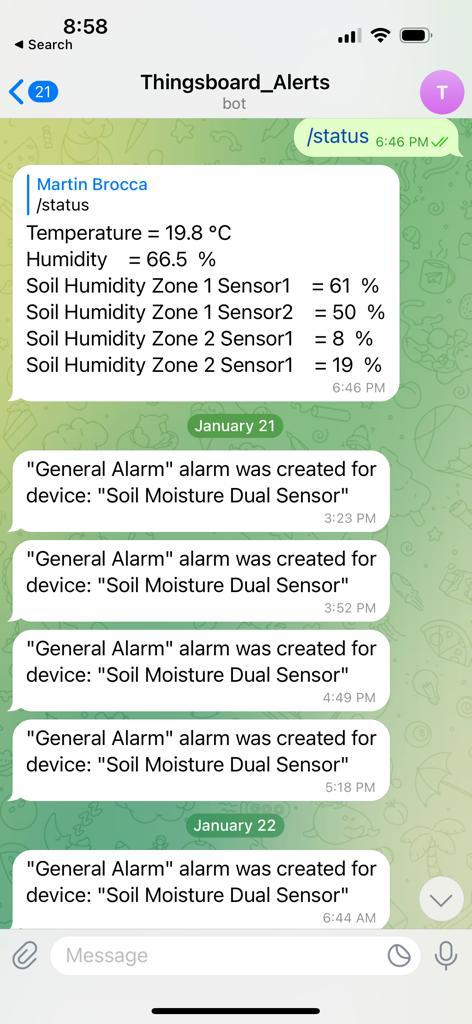 8:58
◄ Search
21
Thingsboard_Alerts
bot
T
/status 6:46 PM
Martin Brocca
/status
Temperature = 19.8 °C
Humidity = 66.5 %
Soil Humidity Zone 1 Sensor1 = 61 %
Soil Humidity Zone 1 Sensor2 = 50 %
Soil Humidity Zone 2 Sensor1 = 8 %
Soil Humidity Zone 2 Sensor1 = 19 %
6:46 PM
January 21
"General Alarm" alarm was created for
device: "Soil Moisture Dual Sensor"
3:23 PM
"General Alarm" alarm was created for
device: "Soil Moisture Dual Sensor"
3:52 PM
"General Alarm" alarm was created for
device: "Soil Moisture Dual Sensor"
4:49 PM
"General Alarm" alarm was created for
device: "Soil Moisture Dual Sensor"
5:18 PM
January 22
"General Alarm" alarm was created for
device: "Soil Moisture Dual Sensor"
6:44 AM
Message